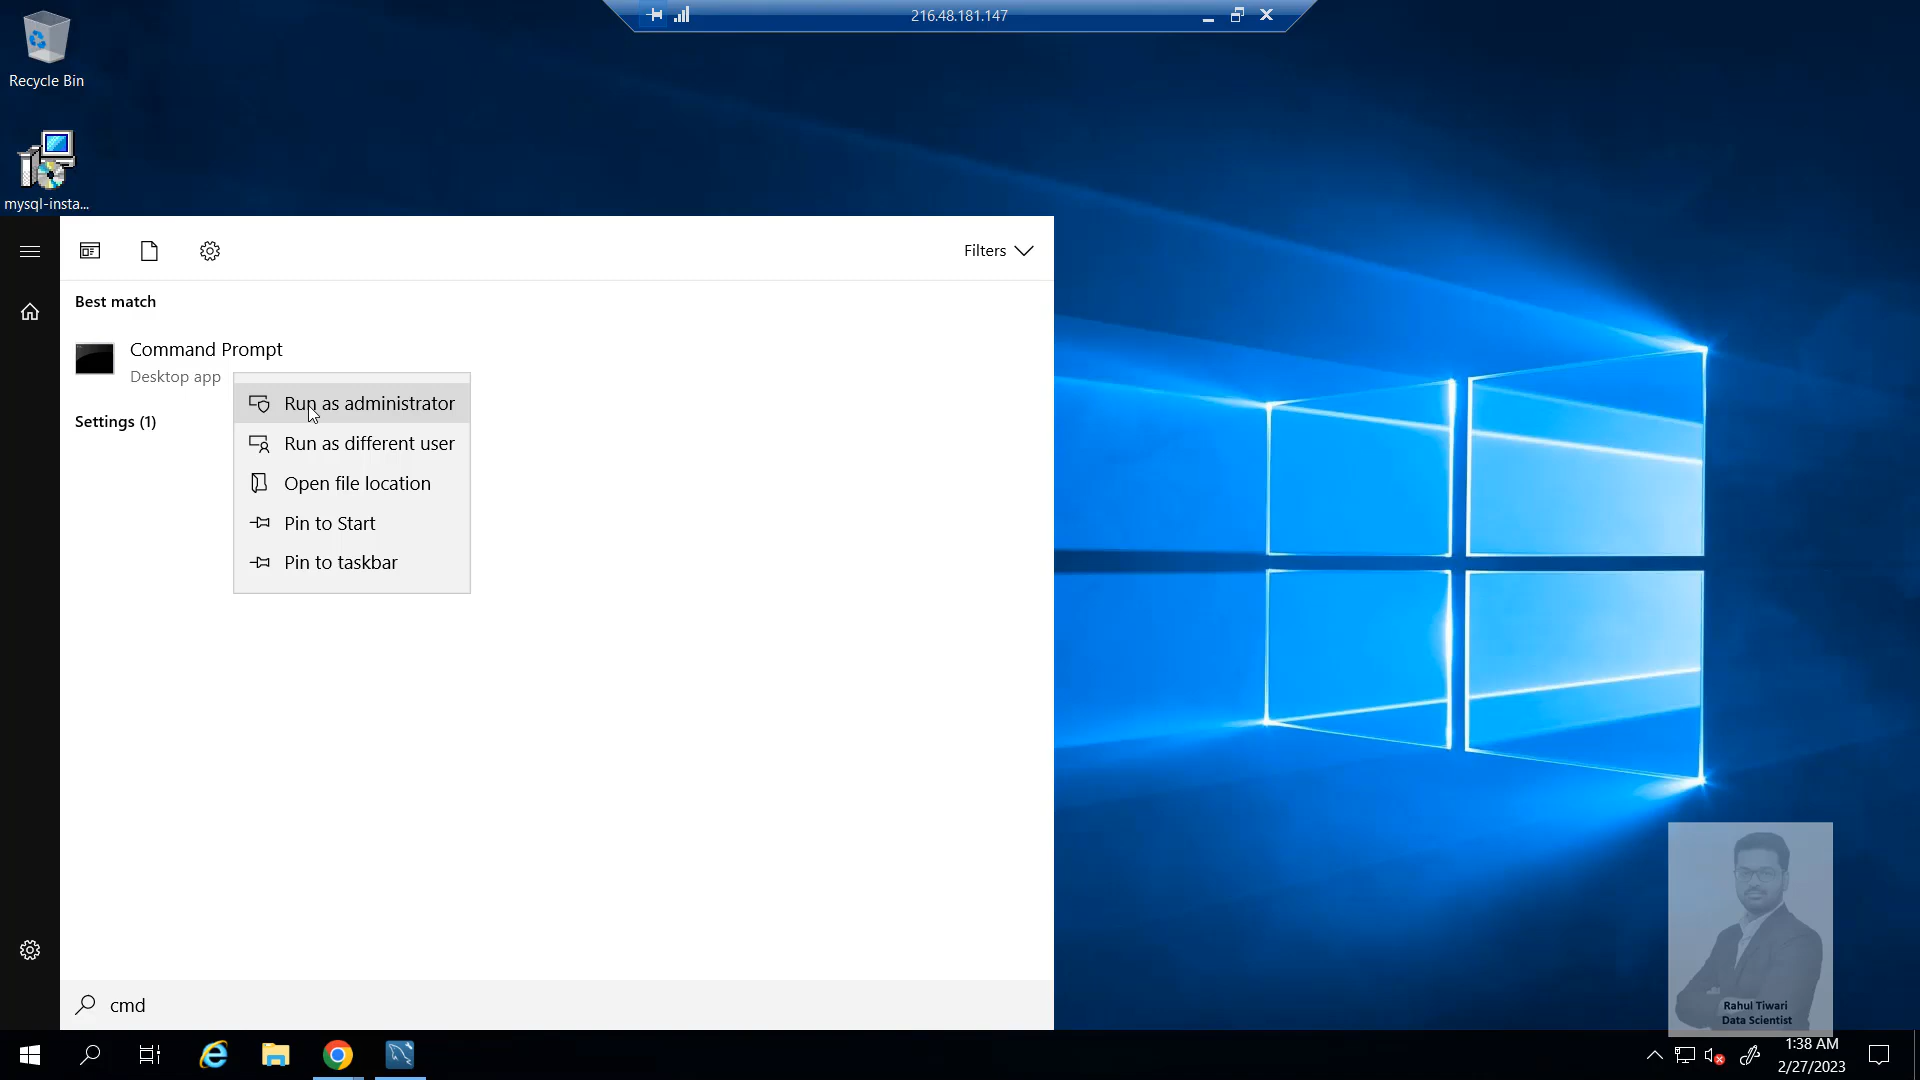 216.48.181.147
Recycle Bin
mysql-insta...
Filters
Best match
Command Prompt
Desktop app
Run as administrator
Settings (1)
Run as different user
Open file location
Pin to Start
Pin to taskbar
cmd
Rahul Tiwari
Data Scientist
1:38 AM
2/27/2023